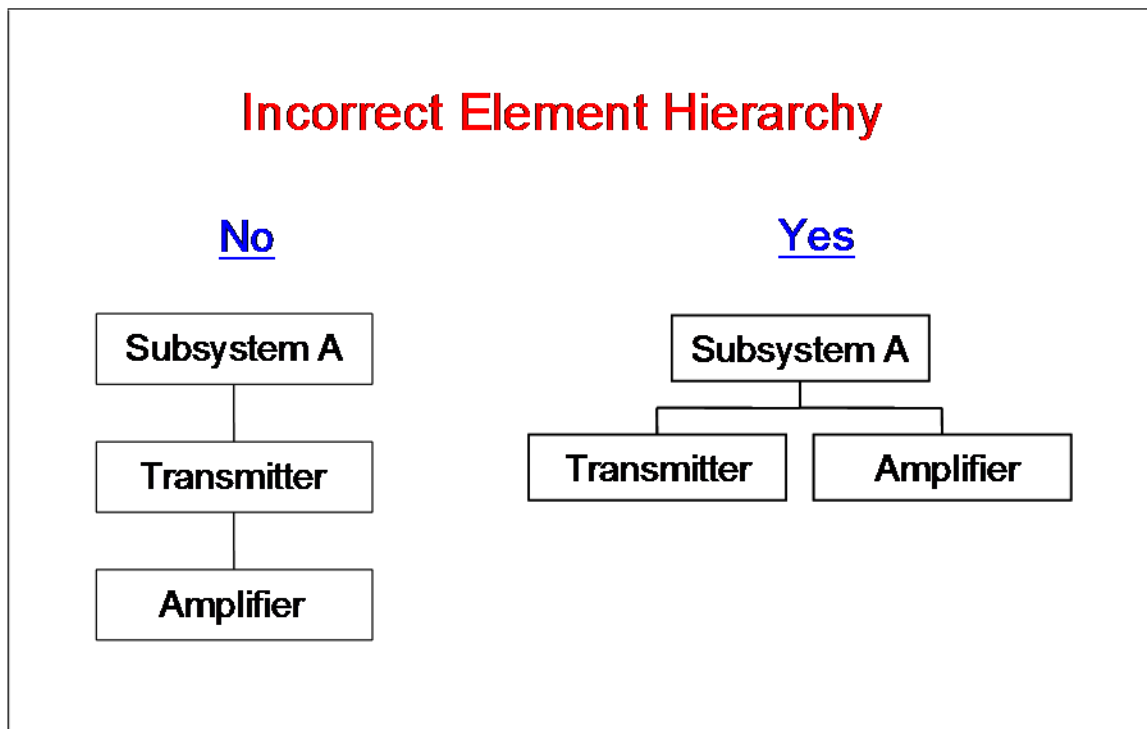 Incorrect Element Hierarchy
No
Subsystem A
Transmitter
Amplifier
Yes
Subsystem A
Transmitter
Amplifier